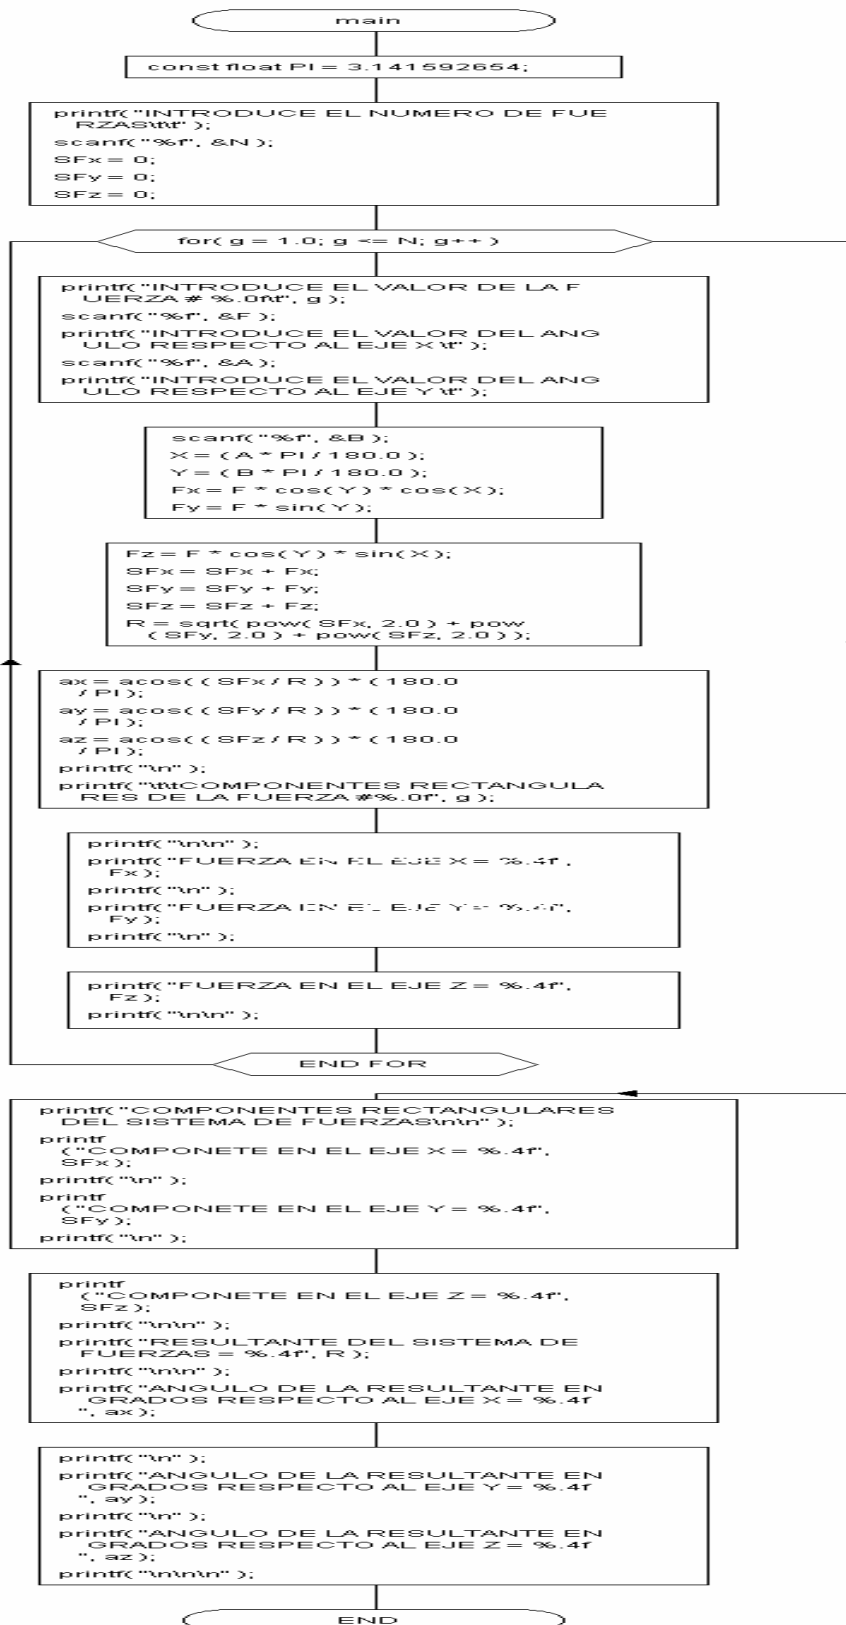 main
const float PI = 3.141592654;
printf("INTRODUCE EL NUMERO DE FUE
RZAS\t\t" );
scanf("%f", &N );
SFx = 0;
SFy = 0;
SFz = 0;
for( g = 1.0; g <= N; g++ )
printf("INTRODUCE EL VALOR DE LA F
UERZA # %.0f\t", g );
scanf("%f", &F );
printf("INTRODUCE EL VALOR DEL ANG
ULO RESPECTO AL EJE X \t" );
scanf("%f", &A );
printf("INTRODUCE EL VALOR DEL ANG
ULO RESPECTO AL EJE Y \t" );
scanf("%f", &B );
X = ( A * PI / 180.0 );
Y = ( B * PI / 180.0 );
Fx = F * cos( Y ) * cos( X );
Fy = F * sin( Y );
Fz = F * cos( Y ) * sin( X );
SFx = SFx + Fx;
SFy = SFy + Fy;
SFz = SFz + Fz;
R = sqrt( pow( SFx, 2.0 ) + pow
( SFy, 2.0 ) + pow( SFz, 2.0 ) );
ax = acos( ( SFx / R ) ) * ( 180.0
/ PI );
ay = acos( ( SFy / R ) ) * ( 180.0
/ PI );
az = acos( ( SFz / R ) ) * ( 180.0
/ PI );
printf("\n" );
printf("\t\tCOMPONENTES RECTANGULA
RES DE LA FUERZA #%.0f", g );
printf("\n\n" );
printf("FUERZA EN EL EJE X = %.4f",
Fx );
printf("\n" );
printf("FUERZA EN EL EJE Y = %.4f",
Fy );
printf("\n" );
printf("FUERZA EN EL EJE Z = %.4f",
Fz );
printf("\n\n" );
END FOR
printf("COMPONENTES RECTANGULARES
DEL SISTEMA DE FUERZAS\n\n" );
printf
("COMPONETE EN EL EJE X = %.4f",
SFx );
printf("\n" );
printf
("COMPONETE EN EL EJE Y = %.4f",
SFy );
printf("\n" );
printf
("COMPONETE EN EL EJE Z = %.4f",
SFz );
printf("\n\n" );
printf("RESULTANTE DEL SISTEMA DE
FUERZAS = %.4f", R );
printf("\n\n" );
printf("ANGULO DE LA RESULTANTE EN
GRADOS RESPECTO AL EJE X = %.4f
", ax );
printf("\n" );
printf("ANGULO DE LA RESULTANTE EN
GRADOS RESPECTO AL EJE Y = %.4f
", ay );
printf("\n" );
printf("ANGULO DE LA RESULTANTE EN
GRADOS RESPECTO AL EJE Z = %.4f
", az );
printf("\n\n\n" );
END